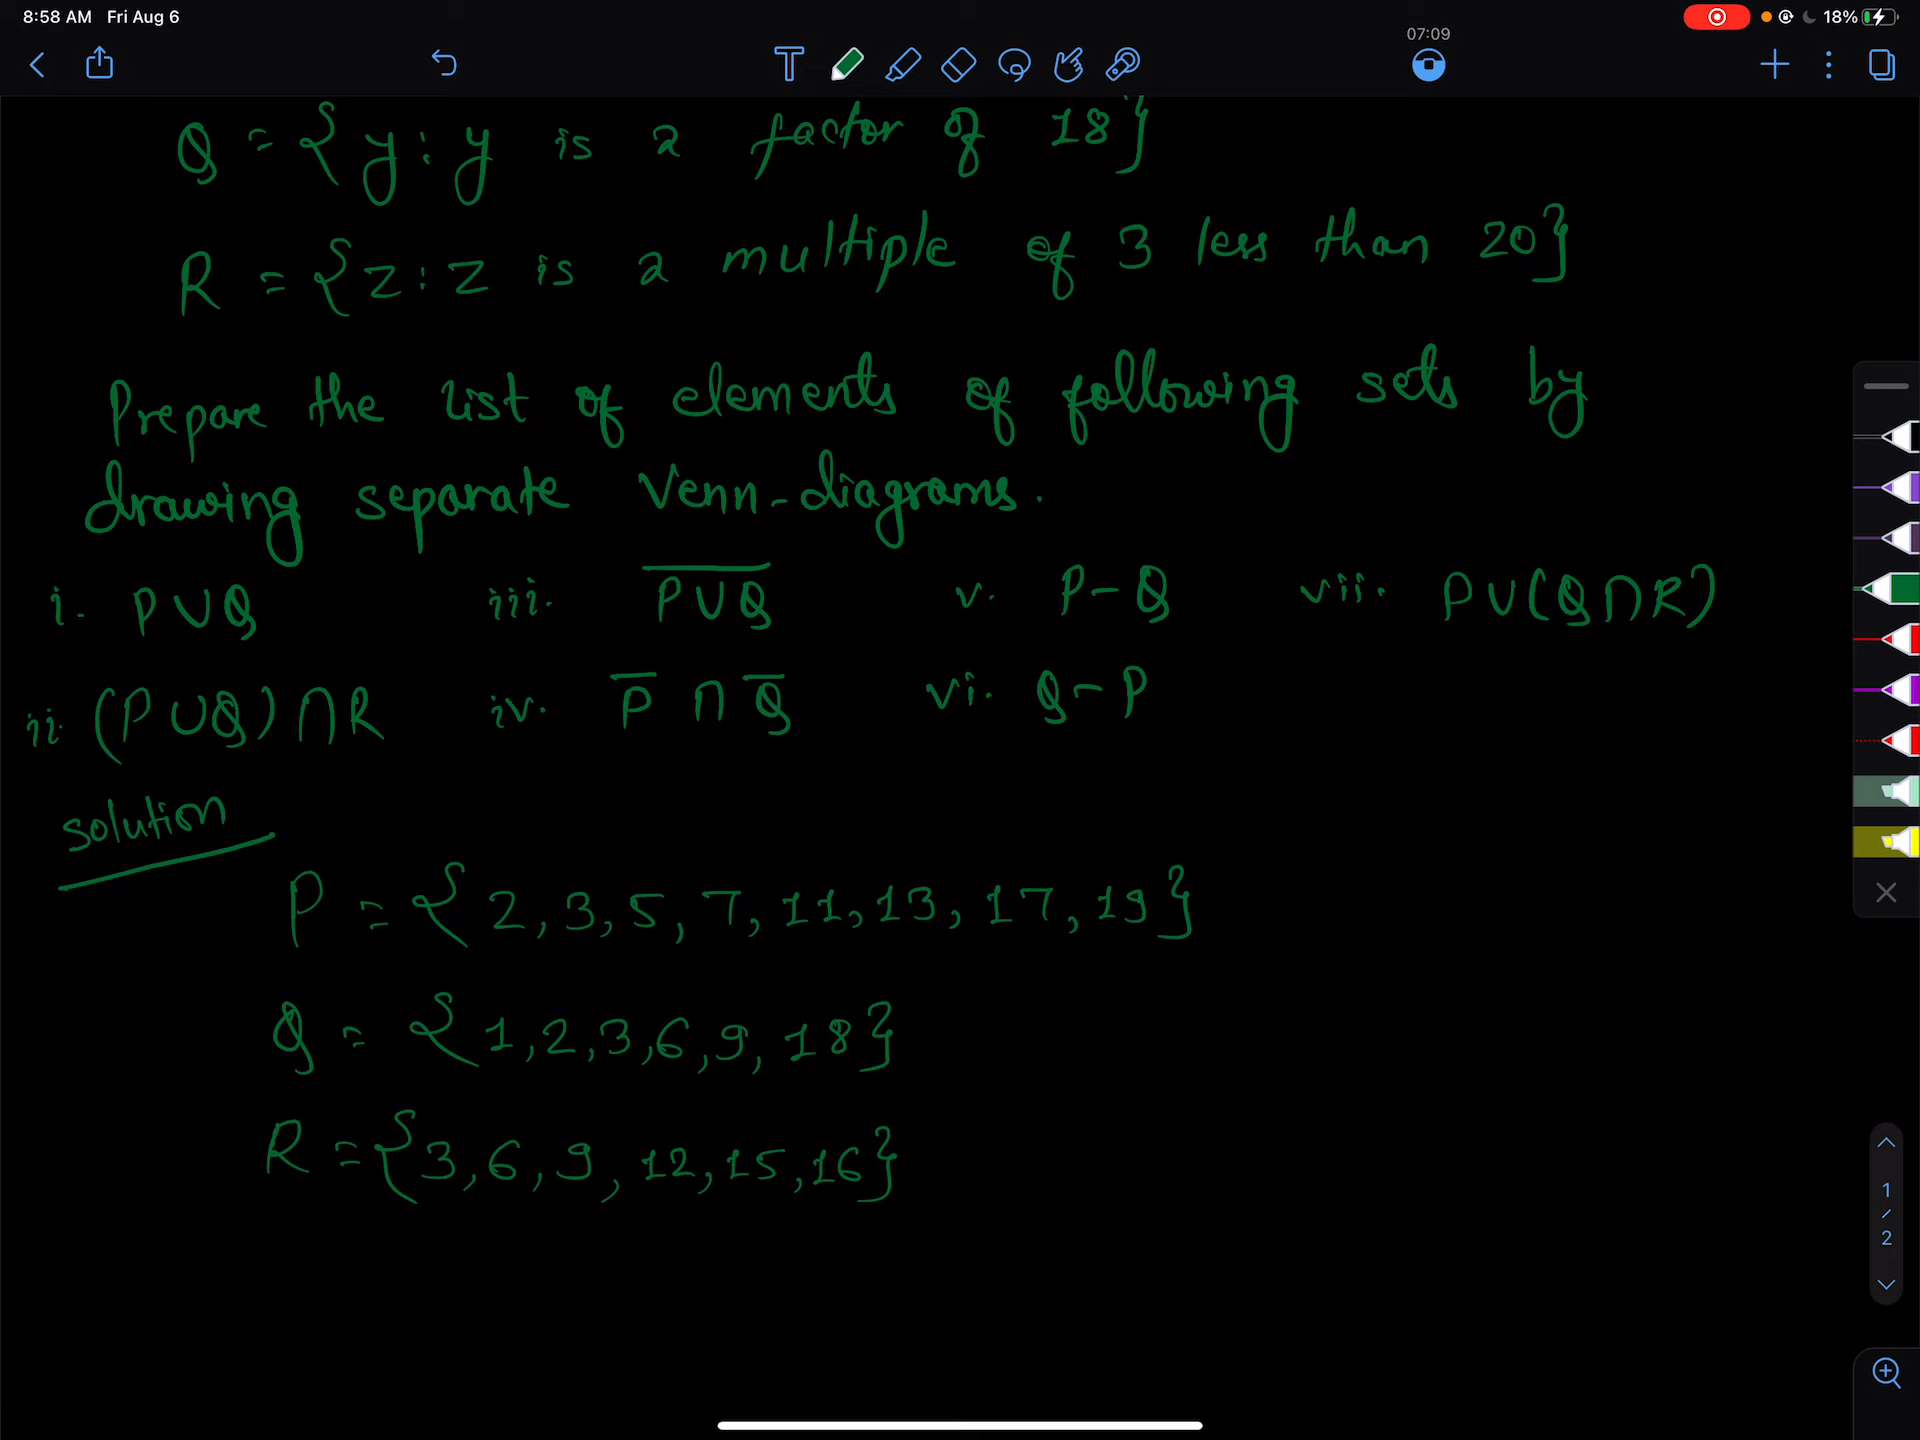 8:58 AM Fri Aug 6
18%
07:09
Q = {y : y is a factor of 18}
R = {z : z is a multiple of 3 less than 20}
Prepare the list of elements of following sets by
drawing separate Venn-diagrams.
i. P∪Q iii. $\overline{P∪Q}$ v. P-Q vii. P∪(Q∩R)
ii. (P∪Q)∩R iv. $\overline{P}$ ∩ $\overline{Q}$ vi. Q-P
solution
P = {2, 3, 5, 7, 11, 13, 17, 19}
Q = {1, 2, 3, 6, 9, 18}
R = {3, 6, 9, 12, 15, 16}
1
/
2